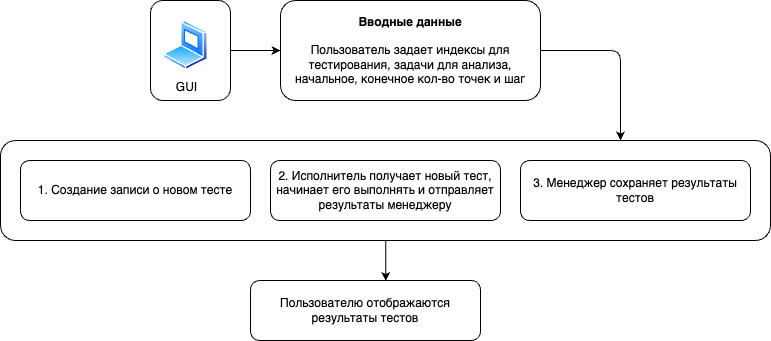 GUI
Вводные данные
Пользователь задает индексы для
тестирования, задачи для анализа,
начальное, конечное кол-во точек и шаг
1. Создание записи о новом тесте
2. Исполнитель получает новый тест,
начинает его выполнять и отправляет
результаты менеджеру
3. Менеджер сохраняет результаты
тестов
Пользователю отображаются
результаты тестов